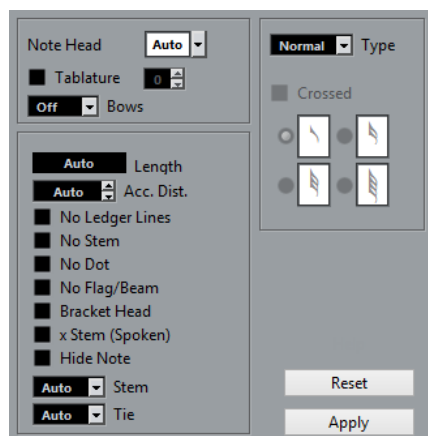 Note Head Auto
Tablature 0
Off Bows
Auto Length
Auto Acc. Dist.
No Ledger Lines
No Stem
No Dot
No Flag/Beam
Bracket Head
x Stem (Spoken)
Hide Note
Auto Stem
Auto Tie
Normal Type
Crossed
Reset
Apply